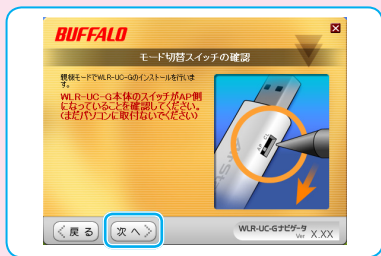 BUFFALO
モード切替スイッチの確認
親機モードでWLR-UC-Gのインストールを行いま
す。
WLR-UC-G本体のスイッチがAP側
になっていることを確認してください。
(まだパソコンに取付ないでください)
戻る
次へ
WLR-UC-Gナビゲータ
Ver X.XX